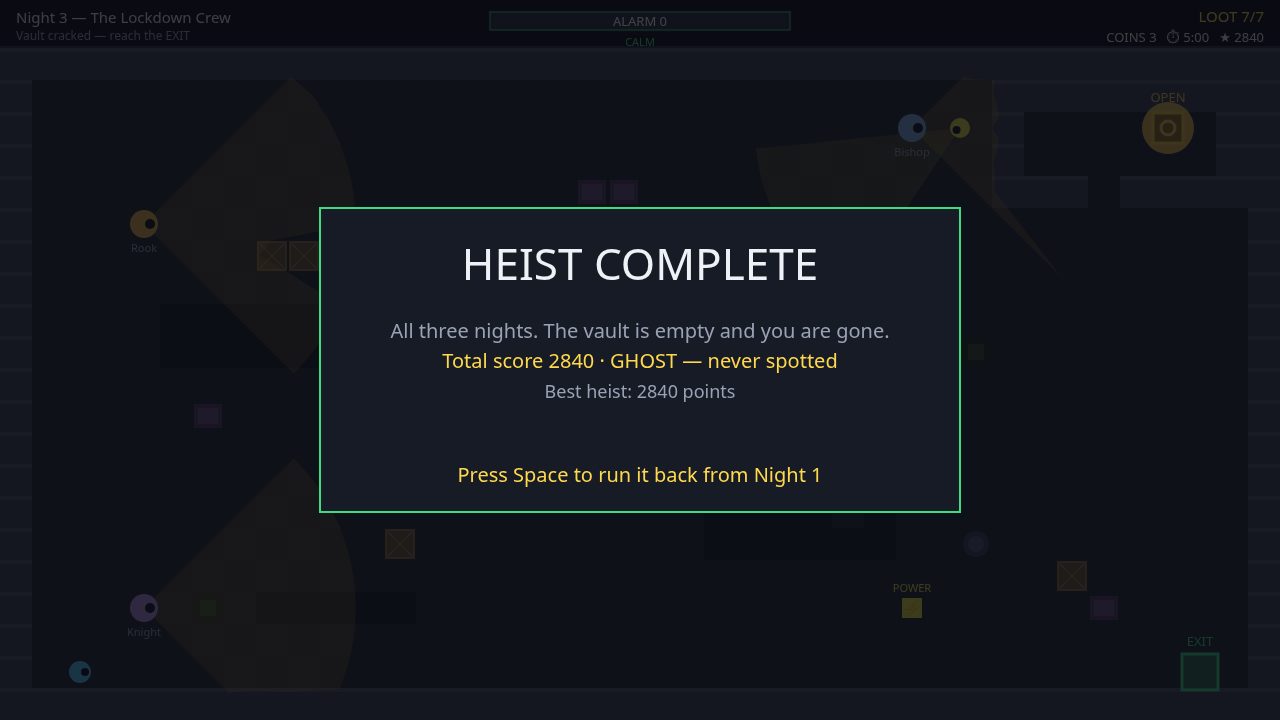 Night 3 — The Lockdown Crew
Vault cracked — reach the EXIT
ALARM 0
CALM
LOOT 7/7
COINS 3 ⏱ 5:00 ★ 2840
OPEN
Bishop
Rook
HEIST COMPLETE
All three nights. The vault is empty and you are gone.
Total score 2840 · GHOST — never spotted
Best heist: 2840 points
Press Space to run it back from Night 1
POWER
Knight
EXIT